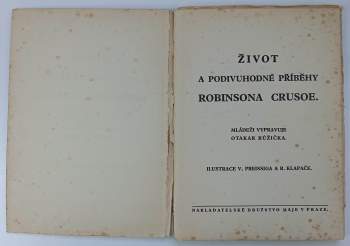 ŽIVOT
A PODIVUHODNÉ PŘÍBĚHY
ROBINSONA CRUSOE.
MLÁDEŽI VYPRAVUJE
OTAKAR RŮŽIČKA.
ILUSTRACE V. PREISSIGA A R. KLAPAČE.
NAKLADATELSKÉ DRUŽSTVO MÁJE V PRAZE.